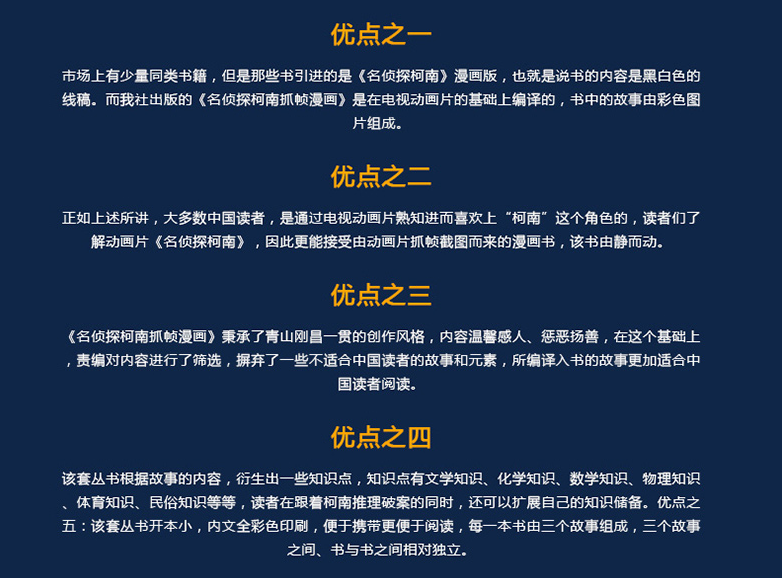 优点之一
市场上有少量同类书籍，但是那些书引进的是《名侦探柯南》漫画版，也就是说书的内容是黑白色的
线稿。而我社出版的《名侦探柯南抓帧漫画》是在电视动画片的基础上编译的，书中的故事由彩色图
片组成。
优点之二
正如上述所讲，大多数中国读者，是通过电视动画片熟知进而喜欢上“柯南”这个角色的，读者们了
解动画片《名侦探柯南》，因此更能接受由动画片抓帧截图而来的漫画书，该书由静而动。
优点之三
《名侦探柯南抓帧漫画》秉承了青山刚昌一贯的创作风格，内容温馨感人、惩恶扬善，在这个基础上
，责编对内容进行了筛选，摒弃了一些不适合中国读者的故事和元素，所编译入书的故事更加适合中
国读者阅读。
优点之四
该套丛书根据故事的内容，衍生出一些知识点，知识点有文学知识、化学知识、数学知识、物理知识
、体育知识、民俗知识等等，读者在跟着柯南推理破案的同时，还可以扩展自己的知识储备。优点之
五：该套丛书开本小，内文全彩色印刷，便于携带更便于阅读，每一本书由三个故事组成，三个故事
之间、书与书之间相对独立。